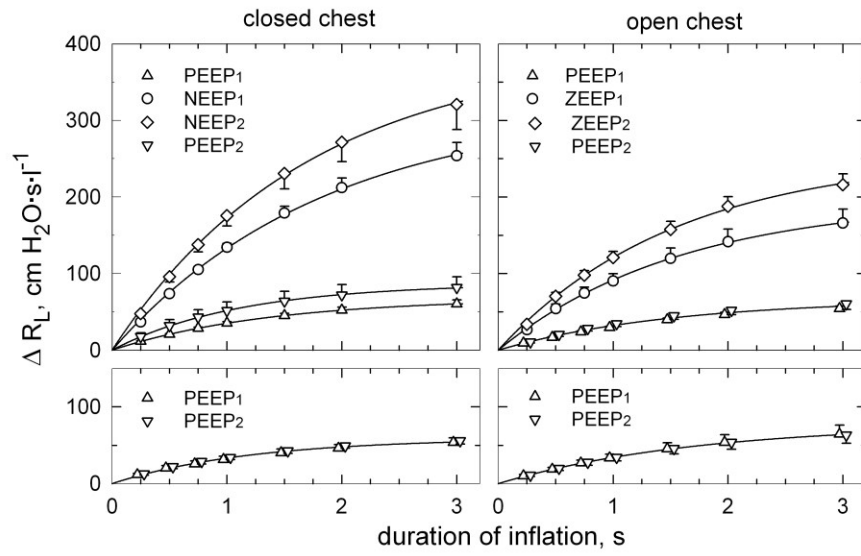 closed chest
open chest
400
300
200
100
0
PEEP1
NEEP1
NEEP2
PEEP2
PEEP1
ZEEP1
ZEEP2
PEEP2
Δ RL, cm H2O·s·l-1
100
0
PEEP1
PEEP2
PEEP1
PEEP2
0 1 2 3
0 1 2 3
duration of inflation, s